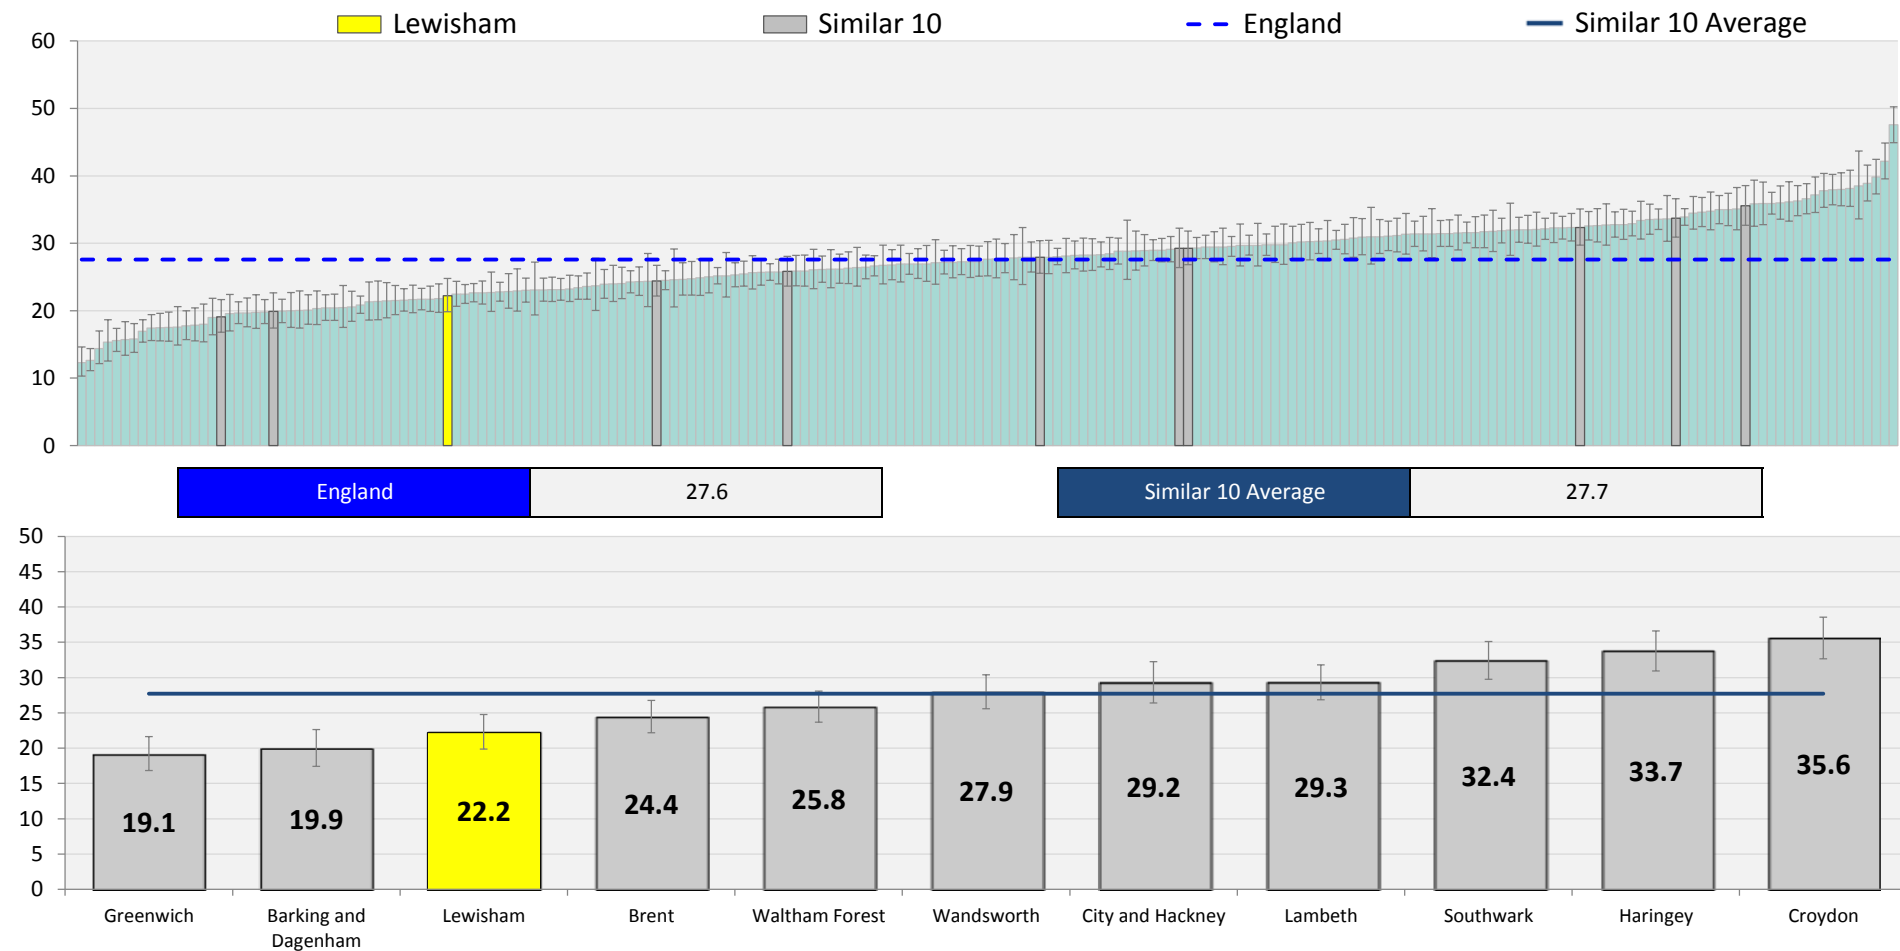 Lewisham
Similar 10
England
Similar 10 Average
60
50
40
30
20
10
0
England
27.6
Similar 10 Average
27.7
50
45
40
35
30
25
20
15
10
5
0
19.1
19.9
22.2
24.4
25.8
27.9
29.2
29.3
32.4
33.7
35.6
Greenwich
Barking and
Dagenham
Lewisham
Brent
Waltham Forest
Wandsworth
City and Hackney
Lambeth
Southwark
Haringey
Croydon